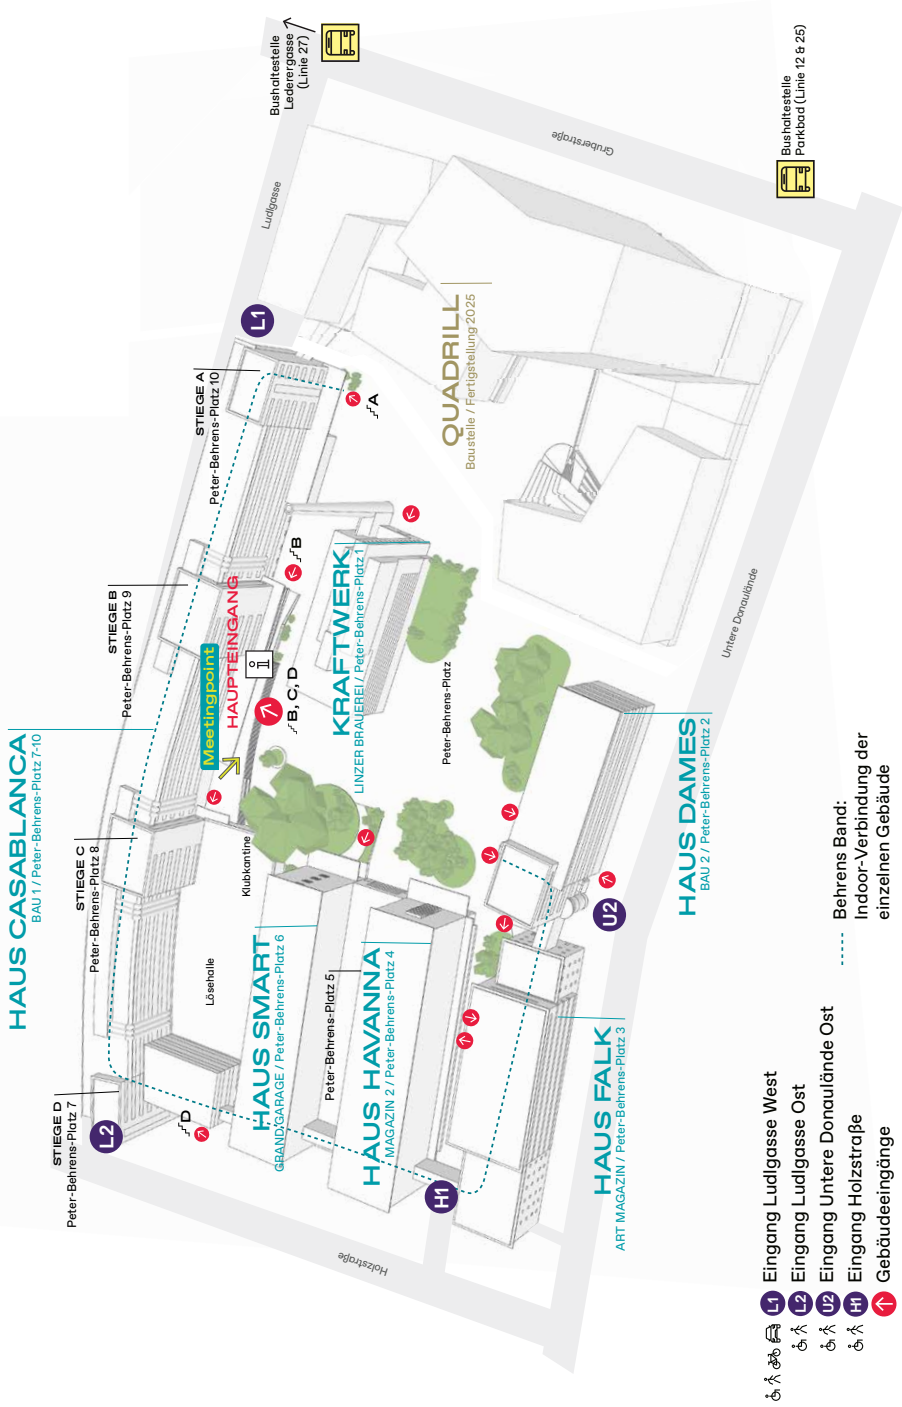 Bushaltestelle
Lederergasse
(Linie 27)
Bushaltestelle
Parkbad (Linie 12 & 25)
Gruberstraße
Ludlgasse
L1
QUADRILL
Baustelle / Fertigstellung 2025
STIEGE A
Peter-Behrens-Platz 10
A
STIEGE B
Peter-Behrens-Platz 9
B
Meetingpoint
HAUPTEINGANG
i
B, C, D
KRAFTWERK
LINZER BRAUEREI / Peter-Behrens-Platz 1
Peter-Behrens-Platz
Untere Donaulände
HAUS CASABLANCA
BAU 1 / Peter-Behrens-Platz 7-10
STIEGE C
Peter-Behrens-Platz 8
Klubkantine
Lösehalle
HAUS SMART
GRAND GARAGE / Peter-Behrens-Platz 6
Peter-Behrens-Platz 5
HAUS HAVANNA
MAGAZIN 2 / Peter-Behrens-Platz 4
HAUS DAMES
BAU 2 / Peter-Behrens-Platz 2
U2
HAUS FALK
ART MAGAZIN / Peter-Behrens-Platz 3
STIEGE D
Peter-Behrens-Platz 7
L2
D
H1
Holzstraße
L1 Eingang Ludlgasse West
L2 Eingang Ludlgasse Ost
U2 Eingang Untere Donaulände Ost
H1 Eingang Holzstraße
Gebäudeeingänge
Behrens Band:
Indoor-Verbindung der
einzelnen Gebäude